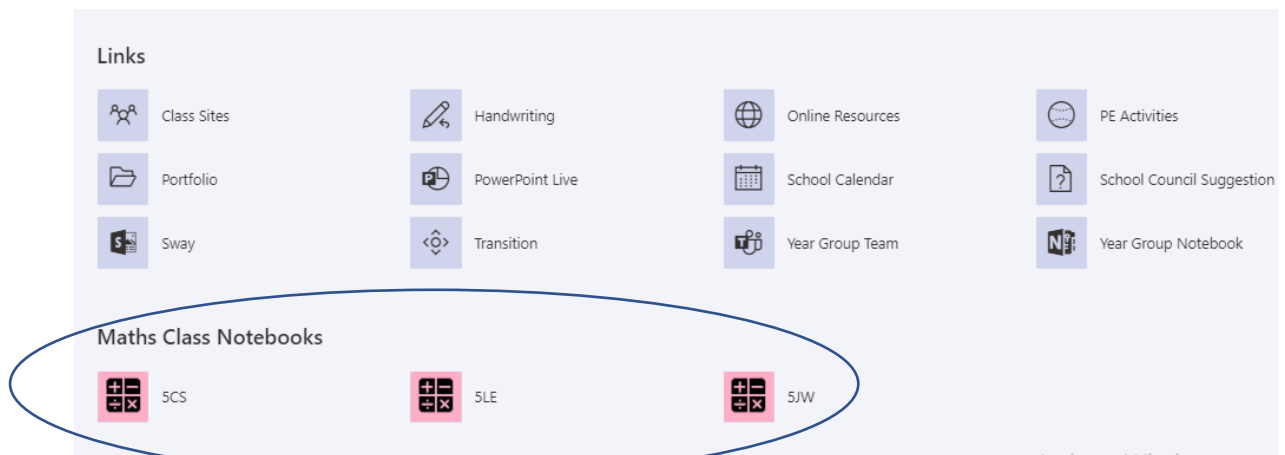 Links
Class Sites
Handwriting
Online Resources
PE Activities
Portfolio
PowerPoint Live
School Calendar
School Council Suggestion
Sway
Transition
Year Group Team
Year Group Notebook
Maths Class Notebooks
5CS
5LE
5JW